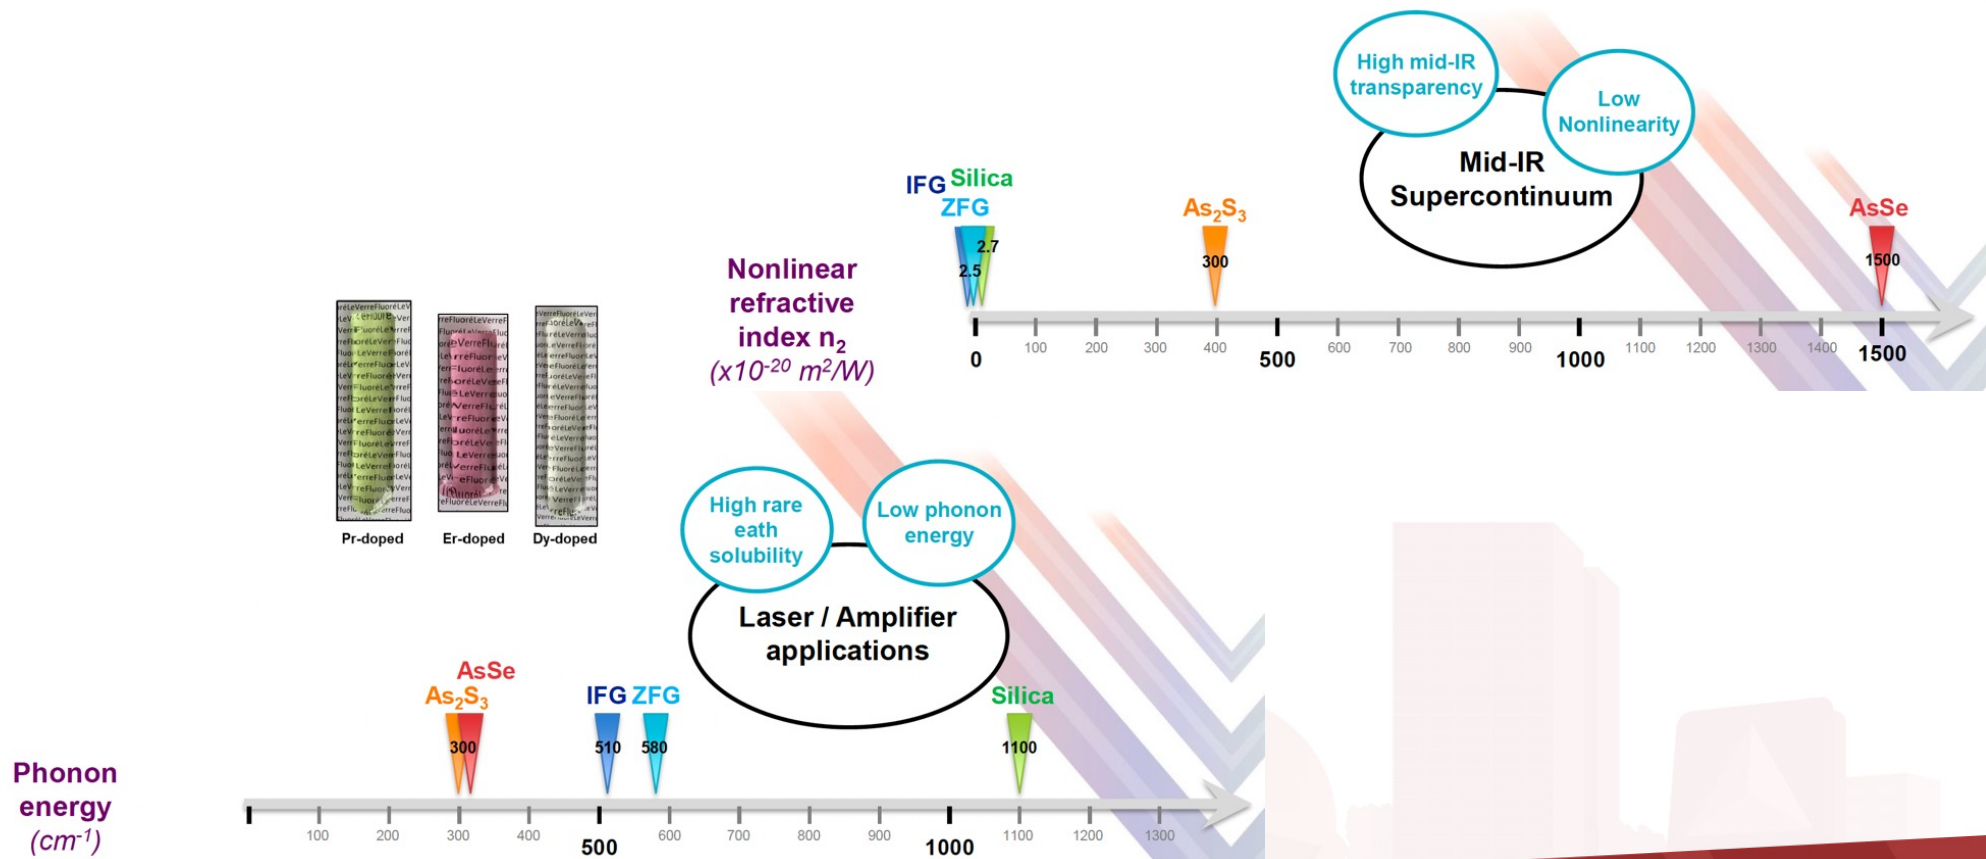 High mid-IR
transparency
Low
Nonlinearity
Mid-IR
Supercontinuum
IFG Silica
ZFG
As2S3
AsSe
2.7
2.5
300
1500
Nonlinear
refractive
index n2
(x10-20 m2/W)
0 100 200 300 400 500 600 700 800 900 1000 1100 1200 1300 1400 1500
Pr-doped Er-doped Dy-doped
High rare
eath
solubility
Low phonon
energy
Laser / Amplifier
applications
AsSe
As2S3
IFG ZFG
Silica
300 510 580 1100
Phonon
energy
(cm-1)
100 200 300 400 500 600 700 800 900 1000 1100 1200 1300